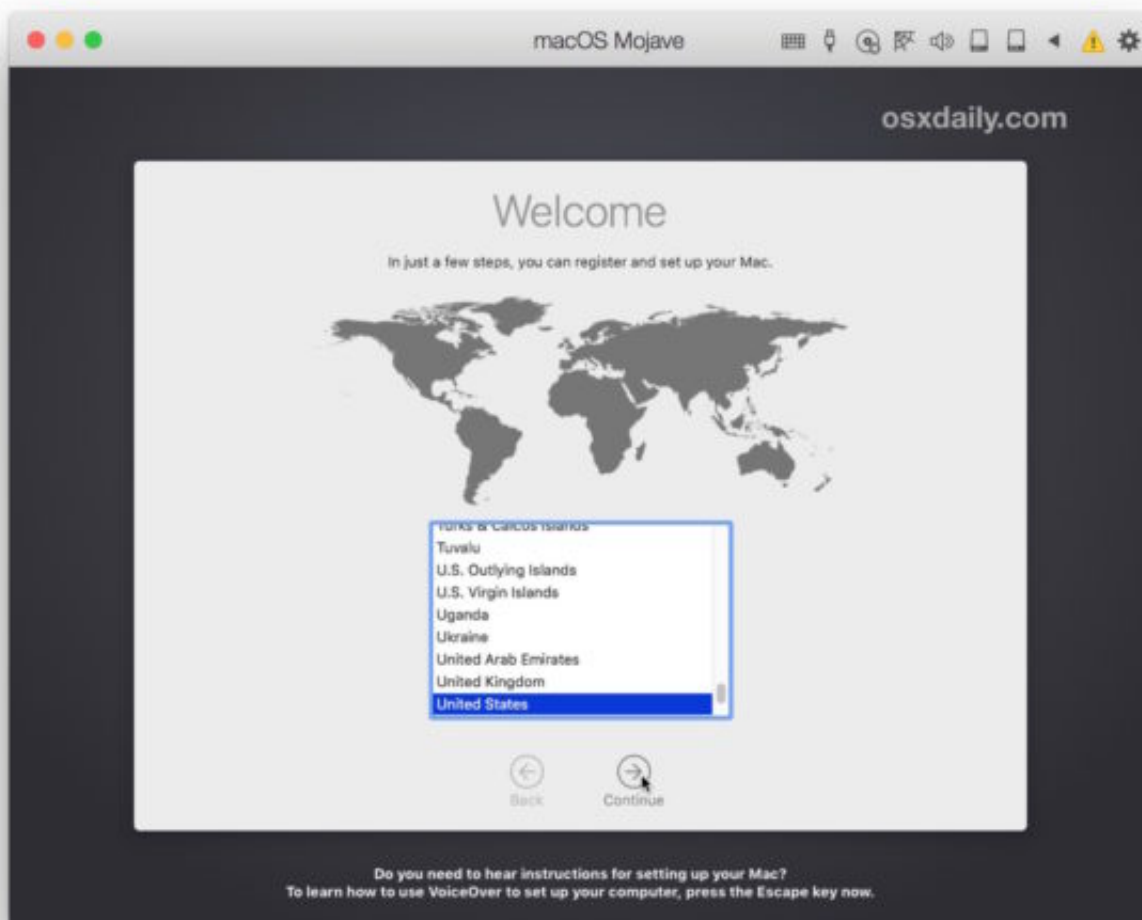 macOS Mojave
osxdaily.com
Welcome
In just a few steps, you can register and set up your Mac.
Turks & Caicos Islands
Tuvalu
U.S. Outlying Islands
U.S. Virgin Islands
Uganda
Ukraine
United Arab Emirates
United Kingdom
United States
Back
Continue
Do you need to hear instructions for setting up your Mac?
To learn how to use VoiceOver to set up your computer, press the Escape key now.